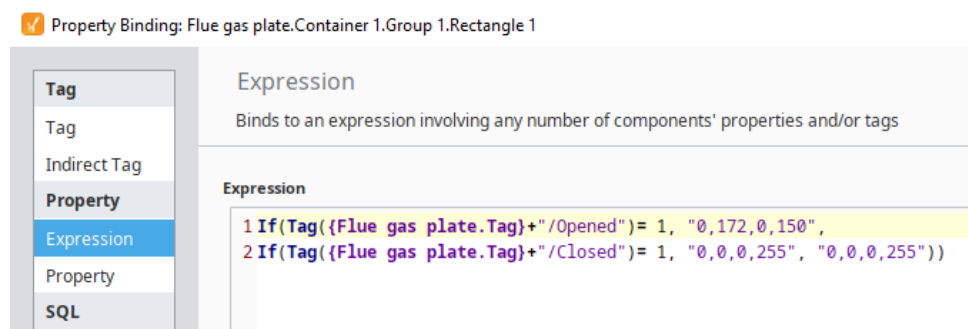 Property Binding: Flue gas plate.Container 1.Group 1.Rectangle 1
Tag
Tag
Indirect Tag
Property
Expression
Property
SQL
Expression
Binds to an expression involving any number of components' properties and/or tags
Expression
1 If(Tag({Flue gas plate.Tag}+"/Opened")= 1, "0,172,0,150",
2 If(Tag({Flue gas plate.Tag}+"/Closed")= 1, "0,0,0,255", "0,0,0,255"))